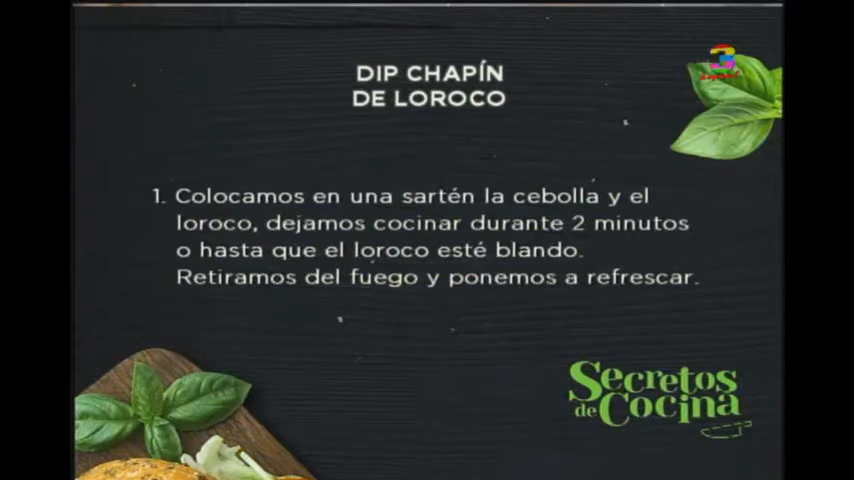 3
DIP CHAPÍN
DE LOROCO
1. Colocamos en una sartén la cebolla y el
loroco, dejamos cocinar durante 2 minutos
o hasta que el loroco esté blando.
Retiramos del fuego y ponemos a refrescar.
Secretos
de Cocina